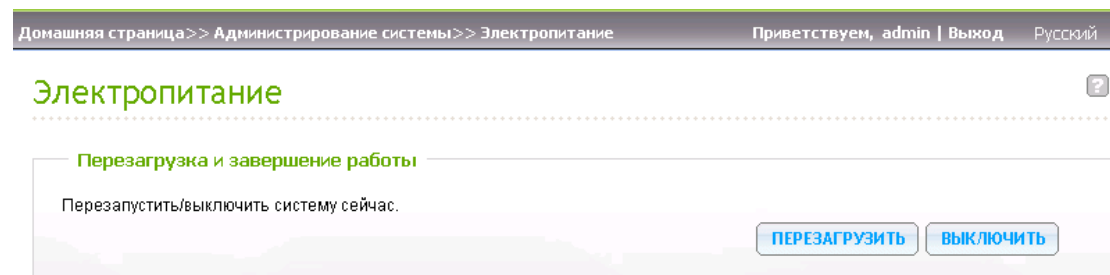 Домашняя страница>> Администрирование системы>> Электропитание Приветствуем, admin | Выход Русский
Электропитание ?
Перезагрузка и завершение работы
Перезапустить/выключить систему сейчас.
ПЕРЕЗАГРУЗИТЬ ВЫКЛЮЧИТЬ